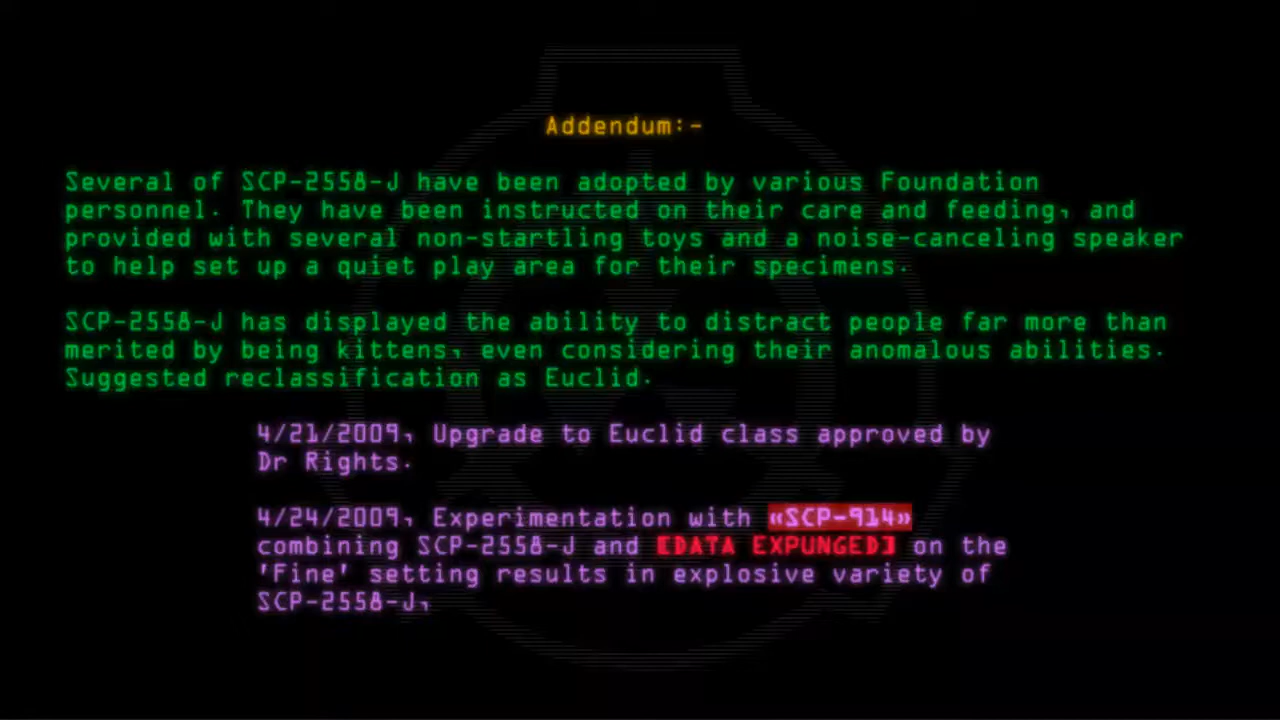 Addendum:-
Several of SCP-2558-J have been adopted by various Foundation
personnel. They have been instructed on their care and feeding, and
provided with several non-startling toys and a noise-canceling speaker
to help set up a quiet play area for their specimens.
SCP-2558-J has displayed the ability to distract people far more than
merited by being kittens, even considering their anomalous abilities.
Suggested reclassification as Euclid.
4/21/2009, Upgrade to Euclid class approved by
Dr Rights.
4/24/2009, Experimentation with «SCP-914»
combining SCP-2558-J and [DATA EXPUNGED] on the
'Fine' setting results in explosive variety of
SCP-2558-J,